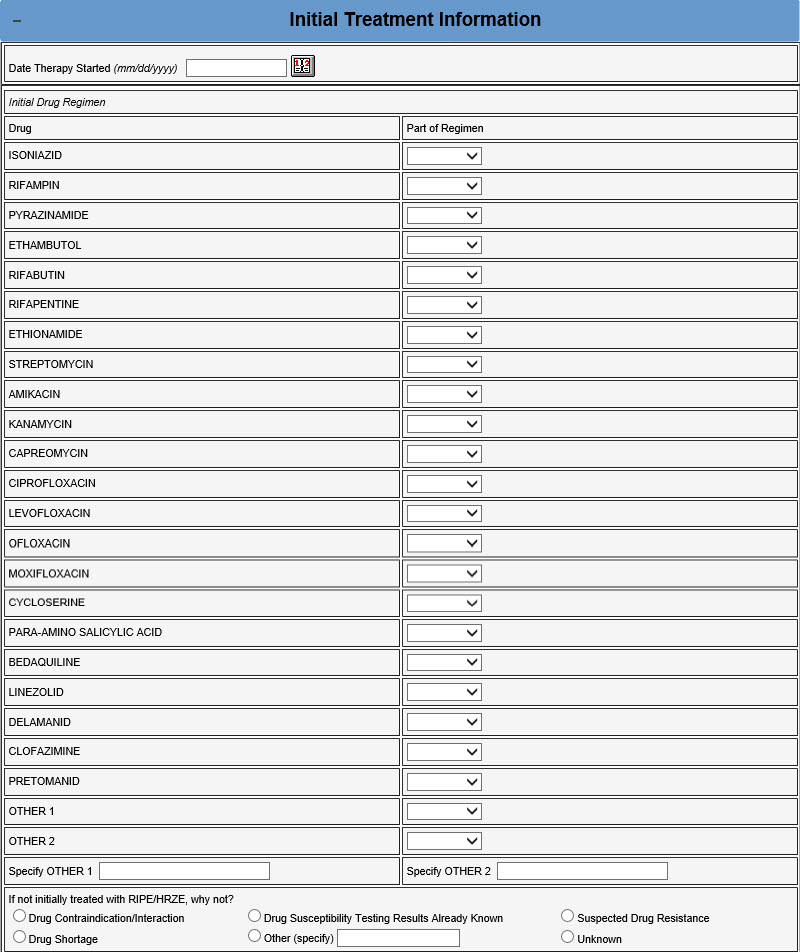 Initial Treatment Information
Date Therapy Started (mm/dd/yyyy)
Initial Drug Regimen
Drug Part of Regimen
ISONIAZID
RIFAMPIN
PYRAZINAMIDE
ETHAMBUTOL
RIFABUTIN
RIFAPENTINE
ETHIONAMIDE
STREPTOMYCIN
AMIKACIN
KANAMYCIN
CAPREOMYCIN
CIPROFLOXACIN
LEVOFLOXACIN
OFLOXACIN
MOXIFLOXACIN
CYCLOSERINE
PARA-AMINO SALICYLIC ACID
BEDAQUILINE
LINEZOLID
DELAMANID
CLOFAZIMINE
PRETOMANID
OTHER 1
OTHER 2
Specify OTHER 1 Specify OTHER 2
If not initially treated with RIPE/HRZE, why not?
Drug Contraindication/Interaction Drug Susceptibility Testing Results Already Known Suspected Drug Resistance
Drug Shortage Other (specify) Unknown